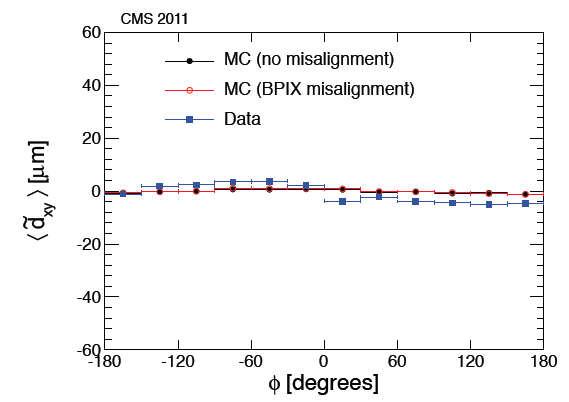 CMS 2011
MC (no misalignment)
MC (BPIX misalignment)
Data
⟨ d̃xy ⟩ [μm]
60
40
20
0
-20
-40
-60
-180 -120 -60 0 60 120 180
ϕ [degrees]